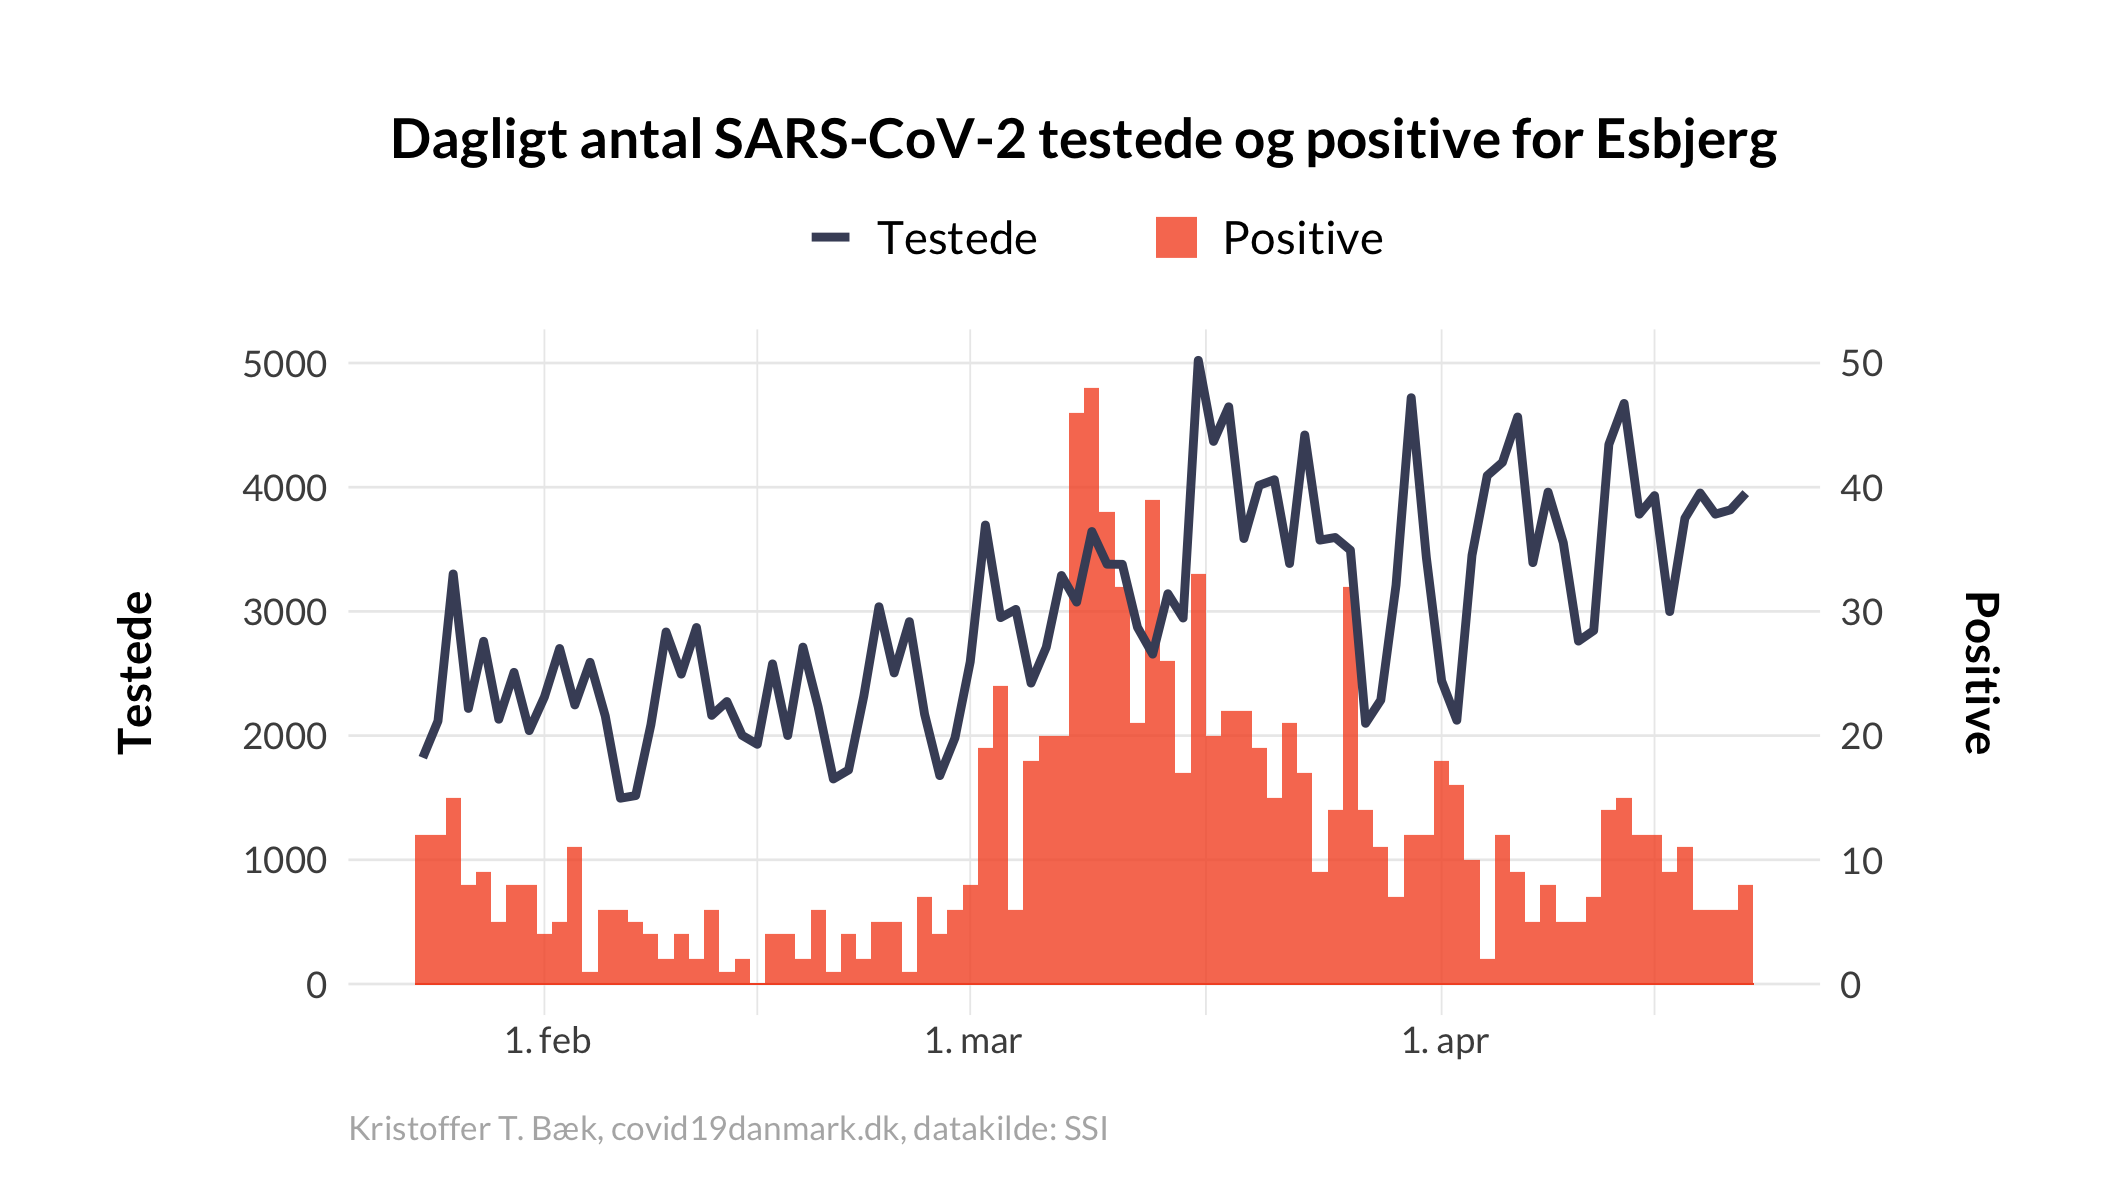 Dagligt antal SARS-CoV-2 testede og positive for Esbjerg
Testede
Positive
5000
4000
3000
2000
1000
0
Testede
50
40
30
20
10
0
Positive
1. feb
1. mar
1. apr
Kristoffer T. Bæk, covid19danmark.dk, datakilde: SSI